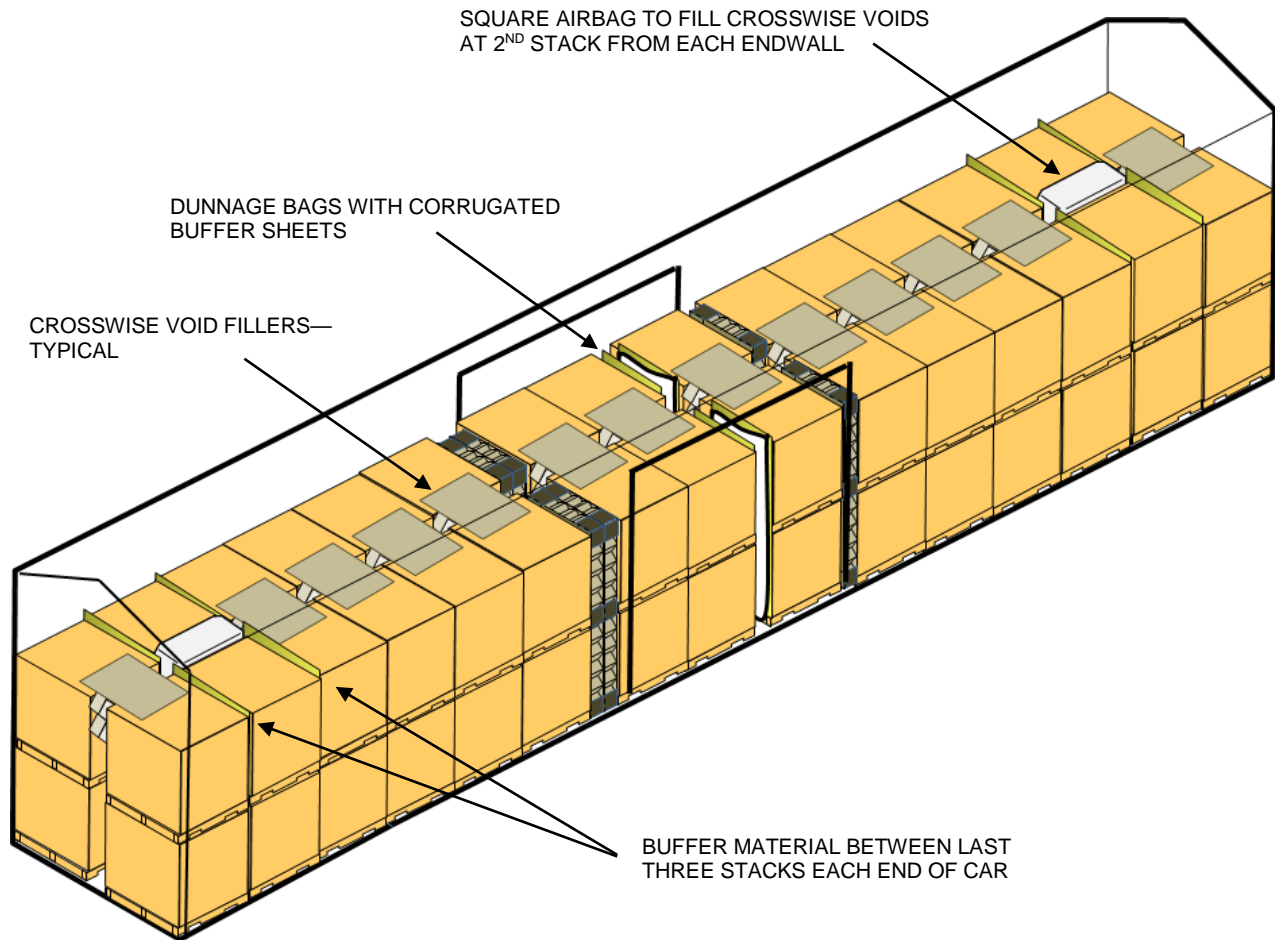 SQUARE AIRBAG TO FILL CROSSWISE VOIDS
AT 2ND STACK FROM EACH ENDWALL
DUNNAGE BAGS WITH CORRUGATED
BUFFER SHEETS
CROSSWISE VOID FILLERS—
TYPICAL
BUFFER MATERIAL BETWEEN LAST
THREE STACKS EACH END OF CAR